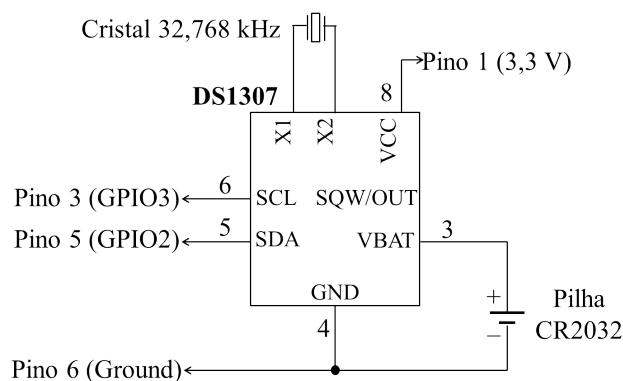 Cristal 32,768 kHz
Pino 1 (3,3 V)
DS1307
8
X1
X2
VCC
Pino 3 (GPIO3)
6
SCL
SQW/OUT
Pino 5 (GPIO2)
5
SDA
VBAT
3
GND
4
+
−
Pilha
CR2032
Pino 6 (Ground)